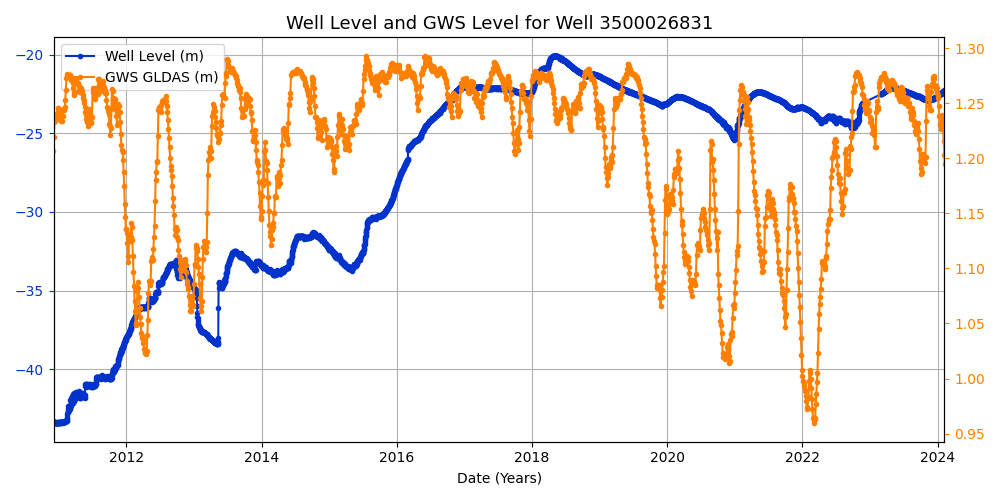 Well Level and GWS Level for Well 3500026831
Well Level (m)
GWS GLDAS (m)
−20
−25
−30
−35
−40
1.30
1.25
1.20
1.15
1.10
1.05
1.00
0.95
2012 2014 2016 2018 2020 2022 2024
Date (Years)